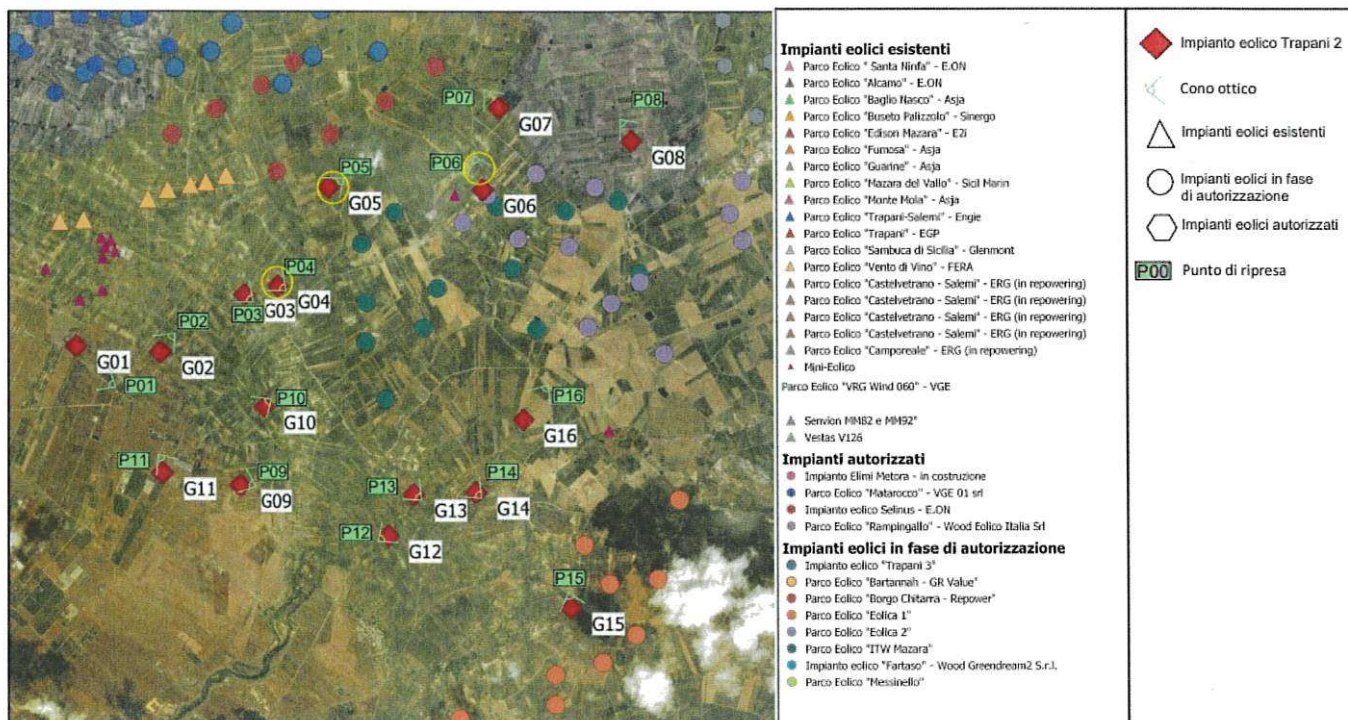 P07
G07
P08
G08
P06
G06
P05
G05
P04
G04
G03
P03
P02
G02
G01
P01
P10
G10
P16
G16
P11
G11
P09
G09
P13
G13
P14
G14
P12
G12
P15
G15
Impianti eolici esistenti
Parco Eolico " Santa Ninfa" - E.ON
Parco Eolico "Alcamo" - E.ON
Parco Eolico "Baglio Nasco" - Asja
Parco Eolico "Buseto Palizzolo" - Sinergo
Parco Eolico "Edison Mazara" - E2i
Parco Eolico "Fumosa" - Asja
Parco Eolico "Guarine" - Asja
Parco Eolico "Mazara del Vallo" - Sicil Marin
Parco Eolico "Monte Mola" - Asja
Parco Eolico "Trapani-Salemi" - Engie
Parco Eolico "Trapani" - EGP
Parco Eolico "Sambuca di Sicilia" - Glenmont
Parco Eolico "Vento di Vino" - FERA
Parco Eolico "Castelvetrano - Salemi" - ERG (in repowering)
Parco Eolico "Castelvetrano - Salemi" - ERG (in repowering)
Parco Eolico "Castelvetrano - Salemi" - ERG (in repowering)
Parco Eolico "Castelvetrano - Salemi" - ERG (in repowering)
Parco Eolico "Camporeale" - ERG (in repowering)
Mini-Eolico
Parco Eolico "VRG Wind 060" - VGE
Senvion MM82 e MM92"
Vestas V126
Impianti autorizzati
Impianto Elimi Metora - in costruzione
Parco Eolico "Matarocco" - VGE 01 srl
Impianto eolico Selinus - E.ON
Parco Eolico "Rampingallo" - Wood Eolico Italia Srl
Impianti eolici in fase di autorizzazione
Impianto eolico "Trapani 3"
Parco Eolico "Bartannah - GR Value"
Parco Eolico "Borgo Chitarra - Repower"
Parco Eolico "Eolica 1"
Parco Eolico "Eolica 2"
Parco Eolico "ITW Mazara"
Impianto eolico "Fartaso" - Wood Greendream2 S.r.l.
Parco Eolico "Messinello"
Impianto eolico Trapani 2
Cono ottico
Impianti eolici esistenti
Impianti eolici in fase
di autorizzazione
Impianti eolici autorizzati
P00 Punto di ripresa